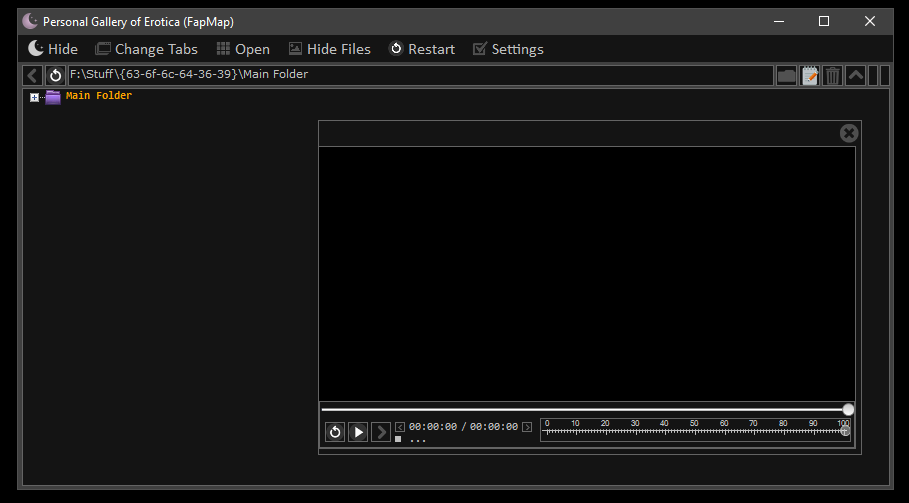 Personal Gallery of Erotica (FapMap)
Hide Change Tabs Open Hide Files Restart Settings
F:\Stuff\{63-6f-6c-64-36-39}\Main Folder
Main Folder
0 10 20 30 40 50 60 70 80 90 100
00:00:00 / 00:00:00
...